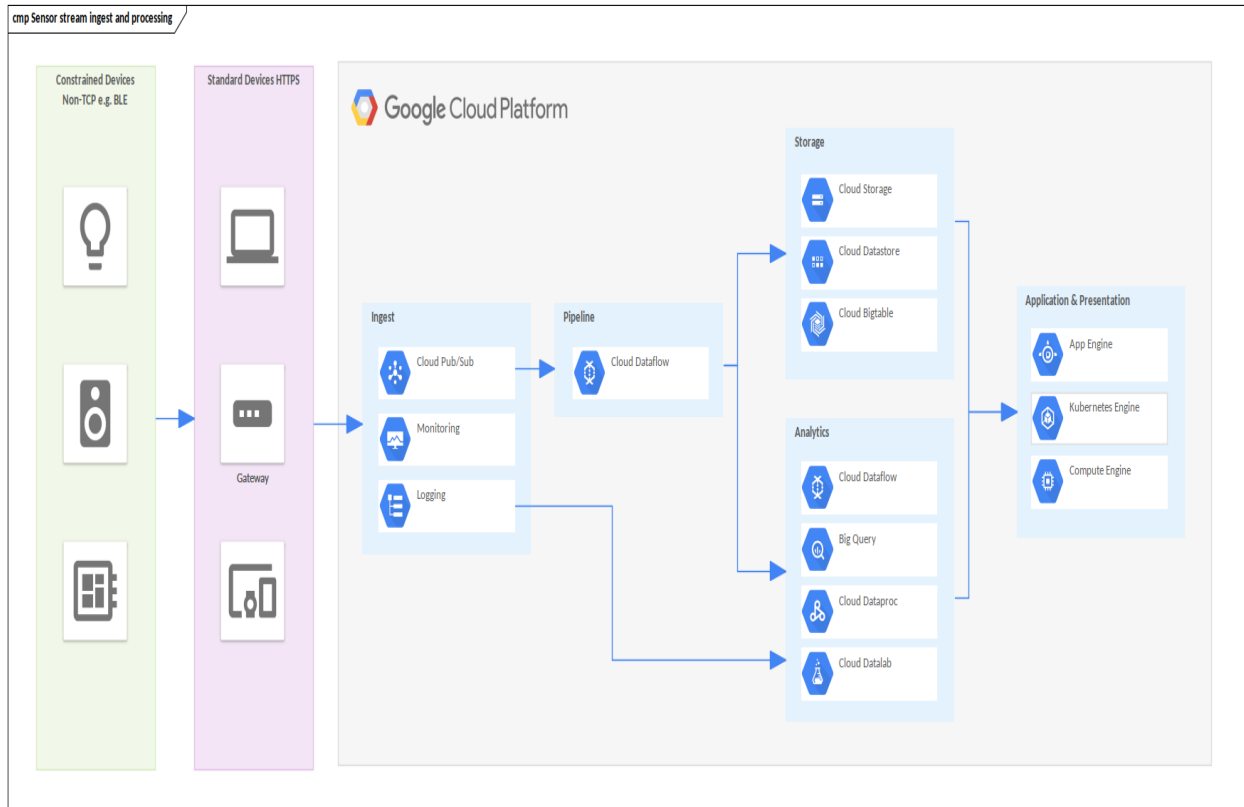 cmp Sensor stream ingest and processing
Constrained Devices
Non-TCP e.g. BLE
Standard Devices HTTPS
Gateway
Google Cloud Platform
Ingest
Cloud Pub/Sub
Monitoring
Logging
Pipeline
Cloud Dataflow
Storage
Cloud Storage
Cloud Datastore
Cloud Bigtable
Analytics
Cloud Dataflow
Big Query
Cloud Dataproc
Cloud Datalab
Application & Presentation
App Engine
Kubernetes Engine
Compute Engine